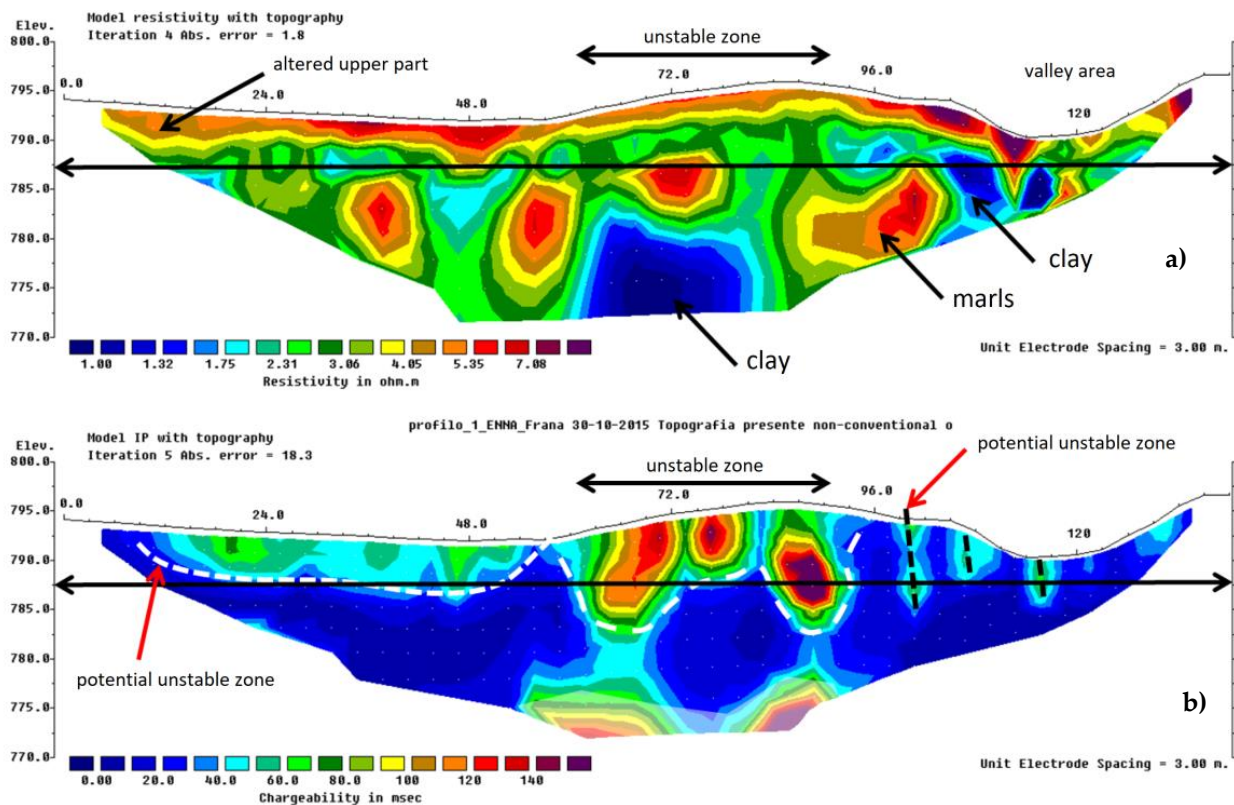 Model resistivity with topography
Elev. Iteration 4 Abs. error = 1.8
unstable zone
800.0
altered upper part
0.0 72.0 96.0 valley area
795.0
24.0 48.0 120
790.0
785.0
780.0
clay a)
775.0 marls
770.0
clay
1.00 1.32 1.75 2.31 3.06 4.05 5.35 7.08 Unit Electrode Spacing = 3.00 m.
Resistivity in ohm.m
profilo_1_ENNA_Frana 30-10-2015 Topografia presente non-conventional o
Model IP with topography
Elev. Iteration 5 Abs. error = 18.3 potential unstable zone
800.0 unstable zone
0.0 72.0 96.0
795.0
24.0 48.0 120
790.0
785.0
780.0
potential unstable zone
775.0 b)
770.0
0.00 20.0 40.0 60.0 80.0 100 120 140 Unit Electrode Spacing = 3.00 m.
Chargeability in msec